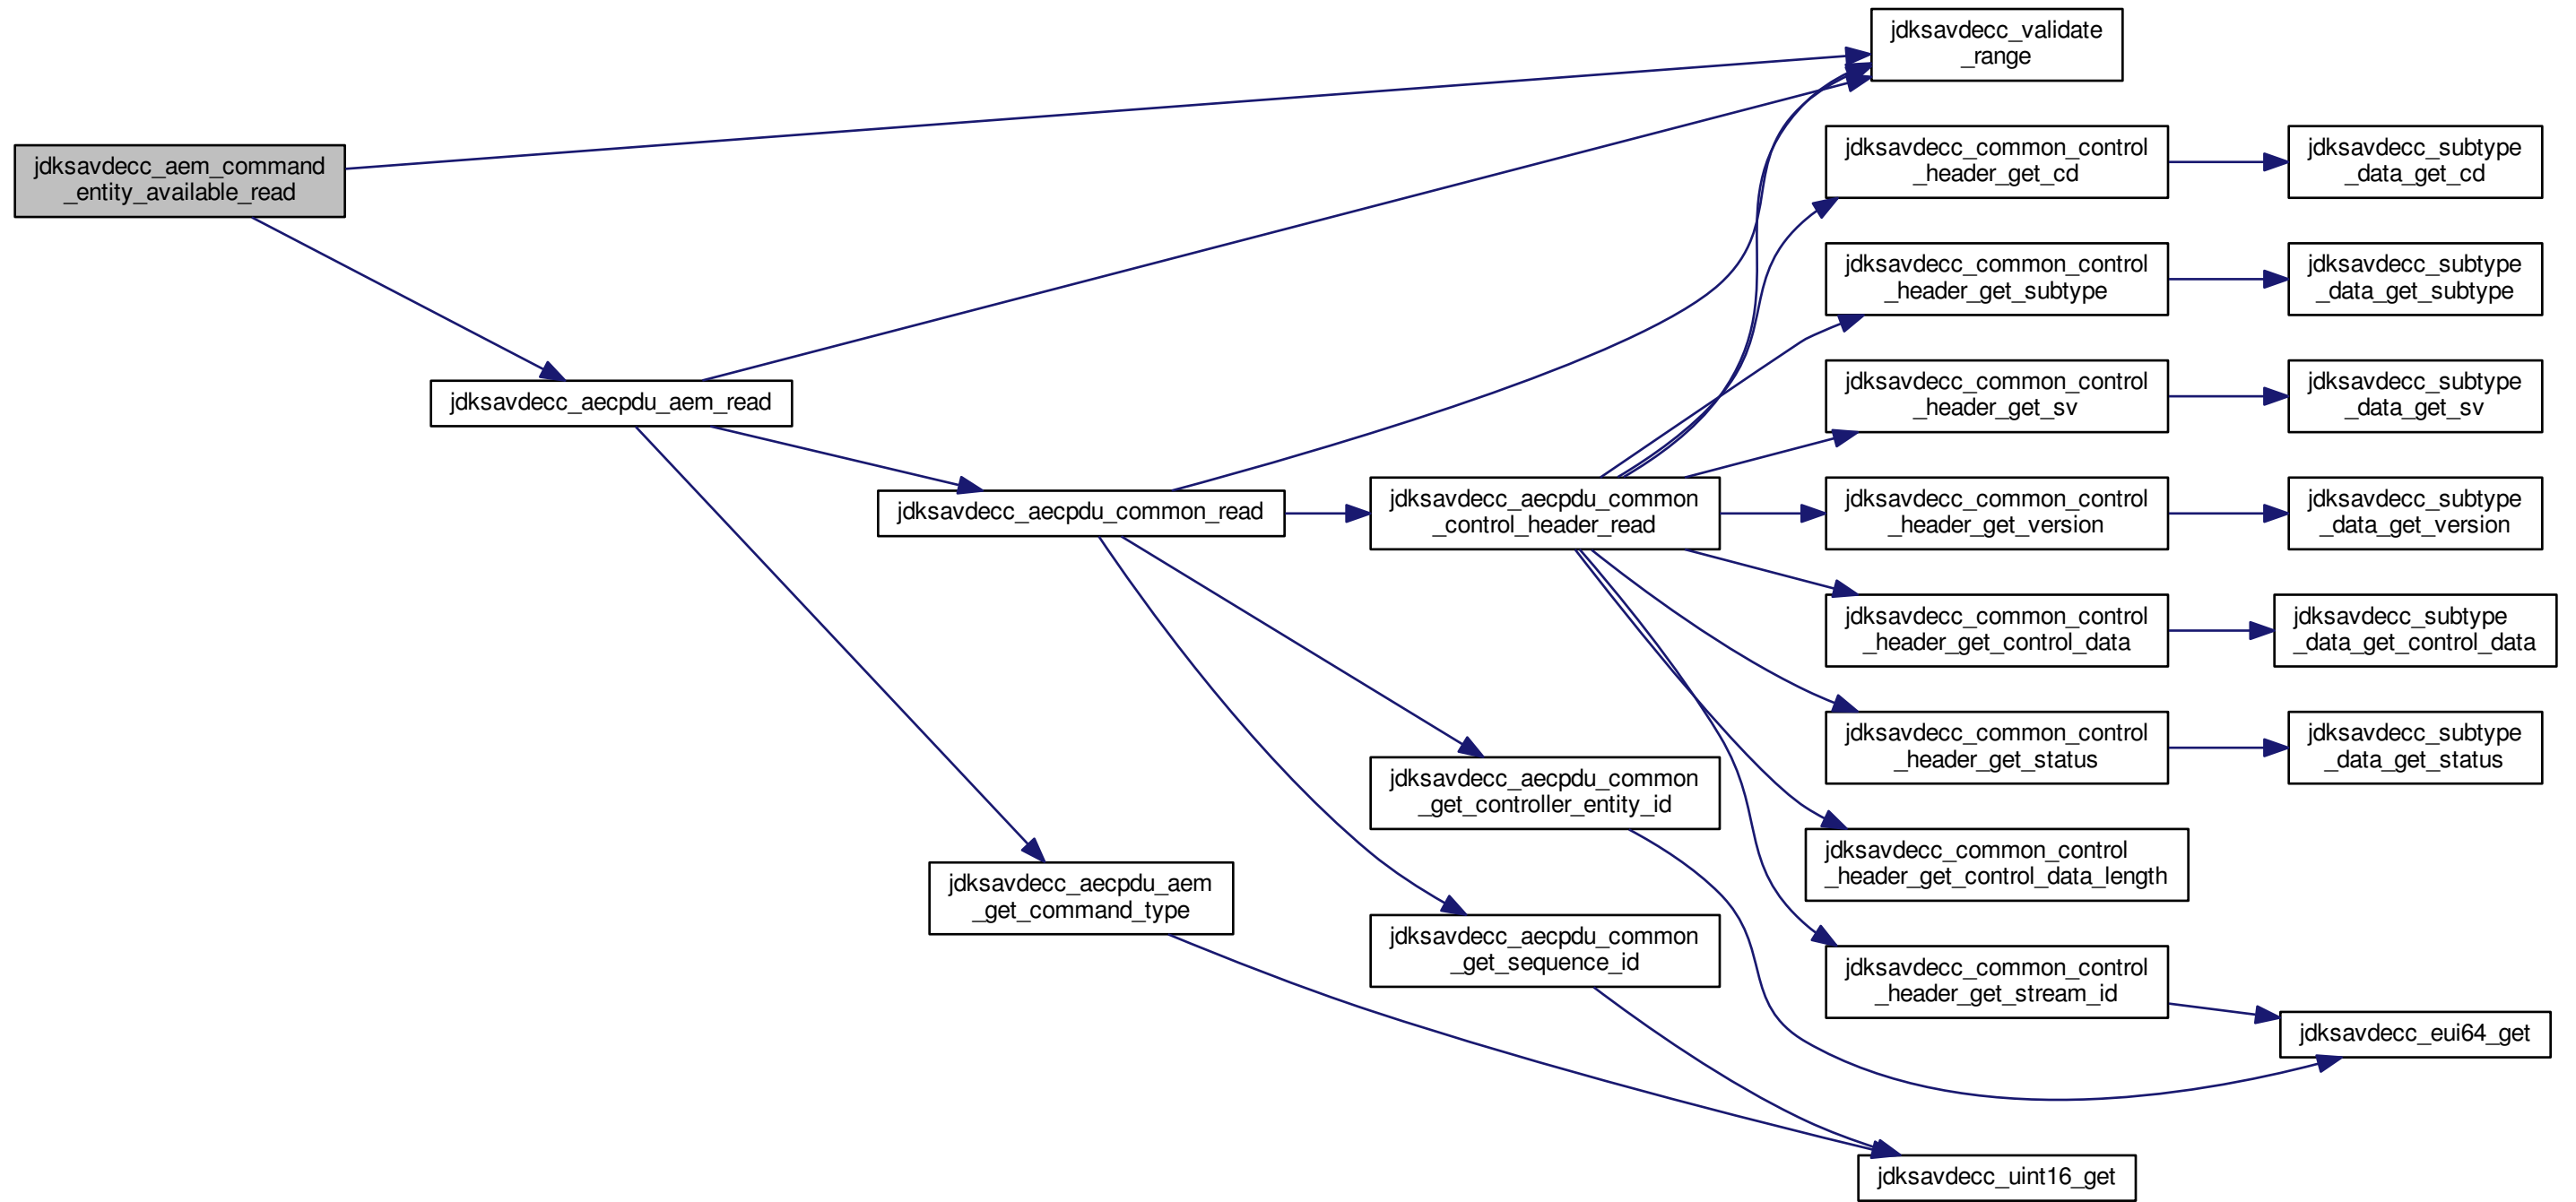 jdksavdecc_aem_command
_entity_available_read
jdksavdecc_aecpdu_aem_read
jdksavdecc_aecpdu_common_read
jdksavdecc_aecpdu_aem
_get_command_type
jdksavdecc_aecpdu_common
_control_header_read
jdksavdecc_aecpdu_common
_get_controller_entity_id
jdksavdecc_aecpdu_common
_get_sequence_id
jdksavdecc_validate
_range
jdksavdecc_common_control
_header_get_cd
jdksavdecc_common_control
_header_get_subtype
jdksavdecc_common_control
_header_get_sv
jdksavdecc_common_control
_header_get_version
jdksavdecc_common_control
_header_get_control_data
jdksavdecc_common_control
_header_get_status
jdksavdecc_common_control
_header_get_control_data_length
jdksavdecc_common_control
_header_get_stream_id
jdksavdecc_uint16_get
jdksavdecc_subtype
_data_get_cd
jdksavdecc_subtype
_data_get_subtype
jdksavdecc_subtype
_data_get_sv
jdksavdecc_subtype
_data_get_version
jdksavdecc_subtype
_data_get_control_data
jdksavdecc_subtype
_data_get_status
jdksavdecc_eui64_get